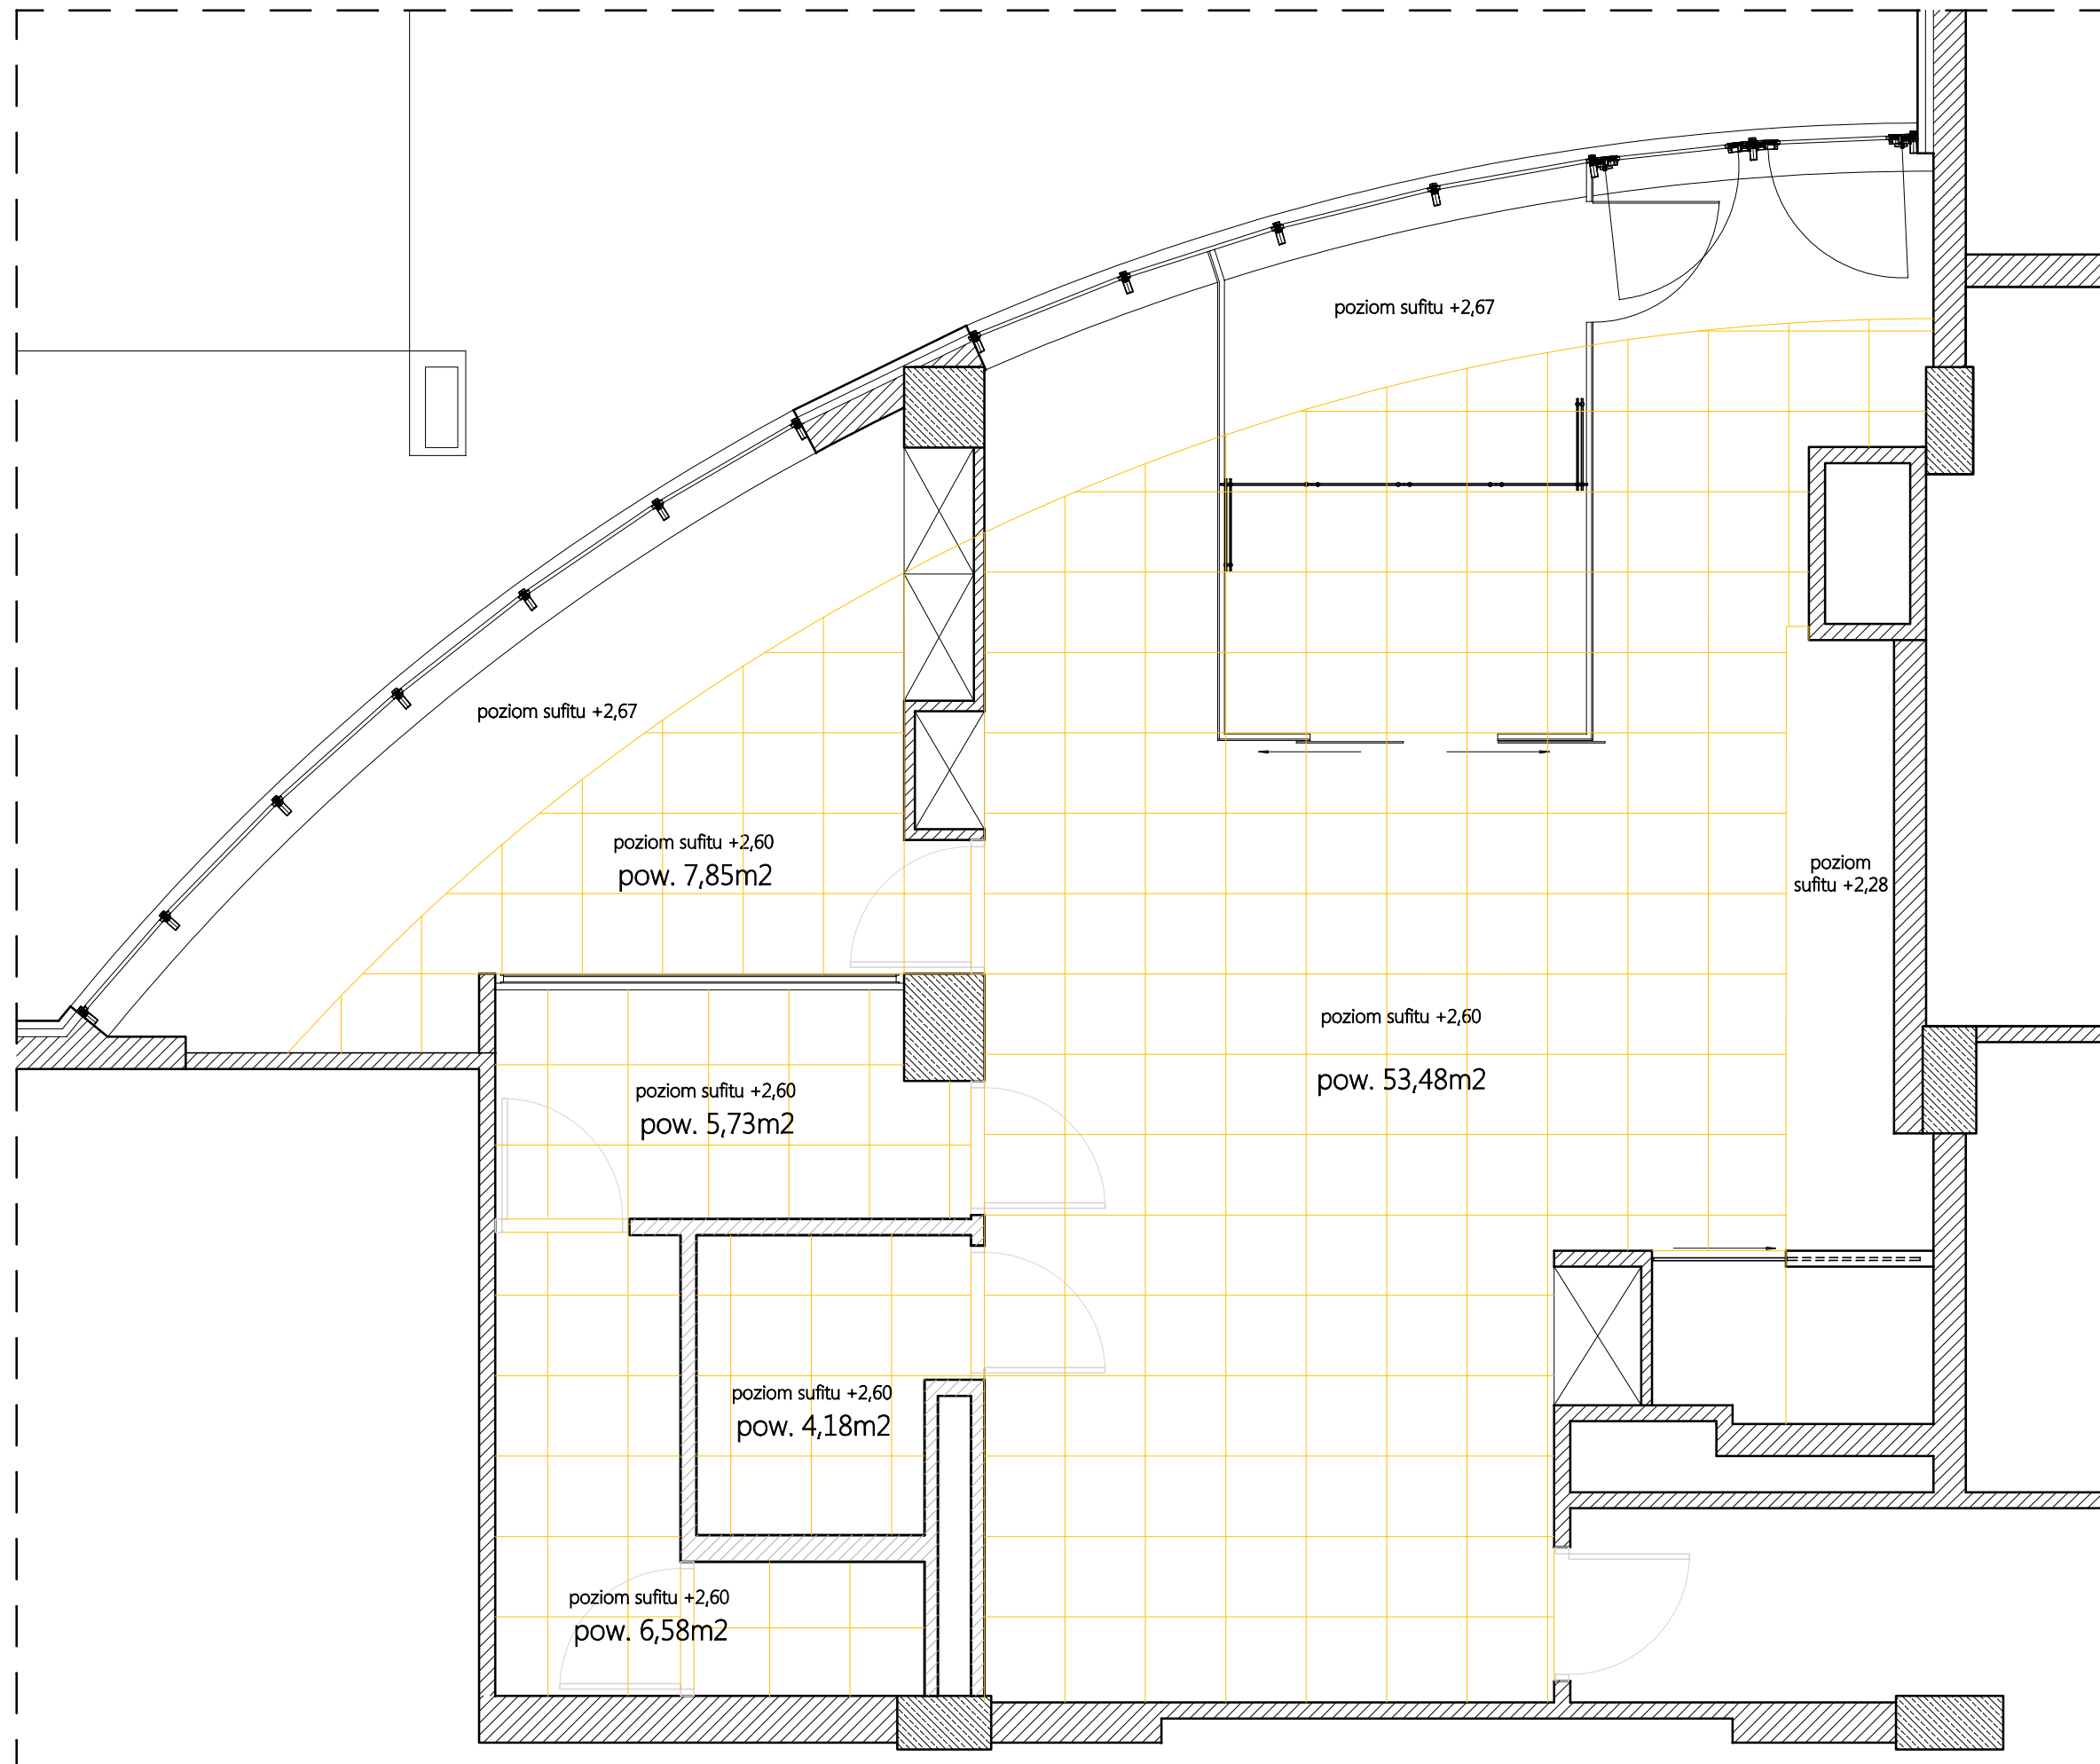 poziom sufitu +2,67
poziom sufitu +2,67
poziom sufitu +2,60
pow. 7,85m2
poziom
sufitu +2,28
poziom sufitu +2,60
pow. 53,48m2
poziom sufitu +2,60
pow. 5,73m2
poziom sufitu +2,60
pow. 4,18m2
poziom sufitu +2,60
pow. 6,58m2